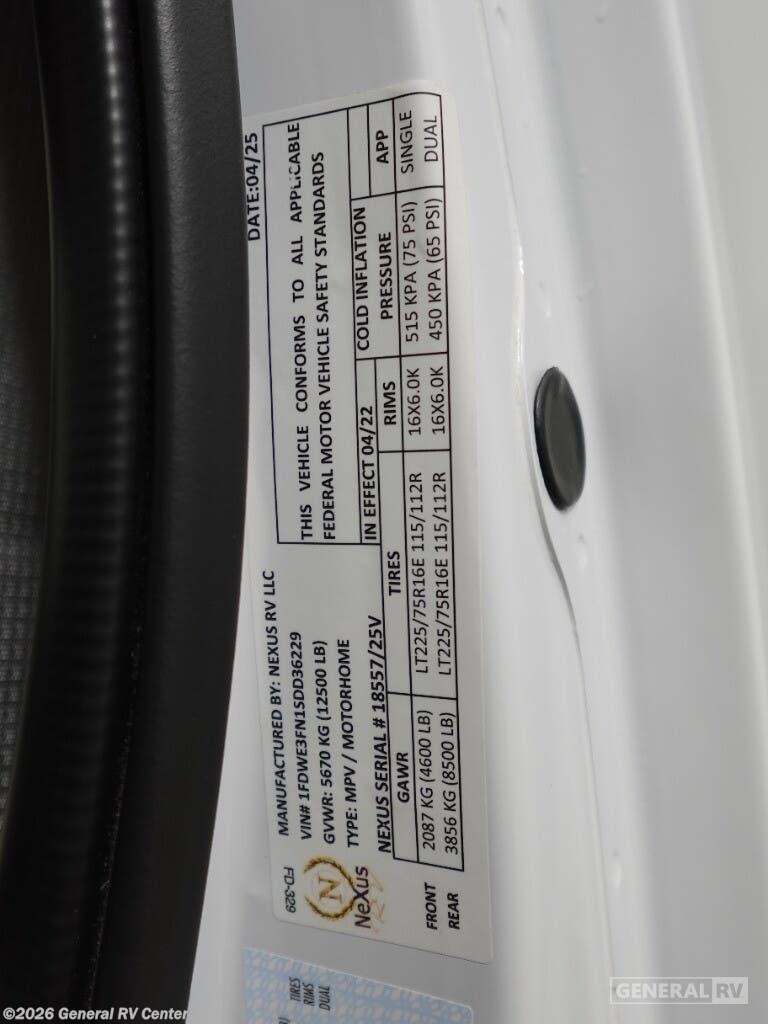 DATE:04/25
MANUFACTURED BY: NEXUS RV LLC
VIN# 1FDWE3FN1SDD36229
GVWR: 5670 KG (12500 LB)
TYPE: MPV / MOTORHOME
NEXUS SERIAL # 18557/25V
THIS VEHICLE CONFORMS TO ALL APPLICABLE
FEDERAL MOTOR VEHICLE SAFETY STANDARDS
IN EFFECT 04/22
FD-329
N
NeXus
RV
GAWR TIRES RIMS COLD INFLATION PRESSURE APP
FRONT 2087 KG (4600 LB) LT225/75R16E 115/112R 16X6.0K 515 KPA (75 PSI) SINGLE
REAR 3856 KG (8500 LB) LT225/75R16E 115/112R 16X6.0K 450 KPA (65 PSI) DUAL
TIRES
RIMS
DUAL
©2026 General RV Center
GENERAL RV